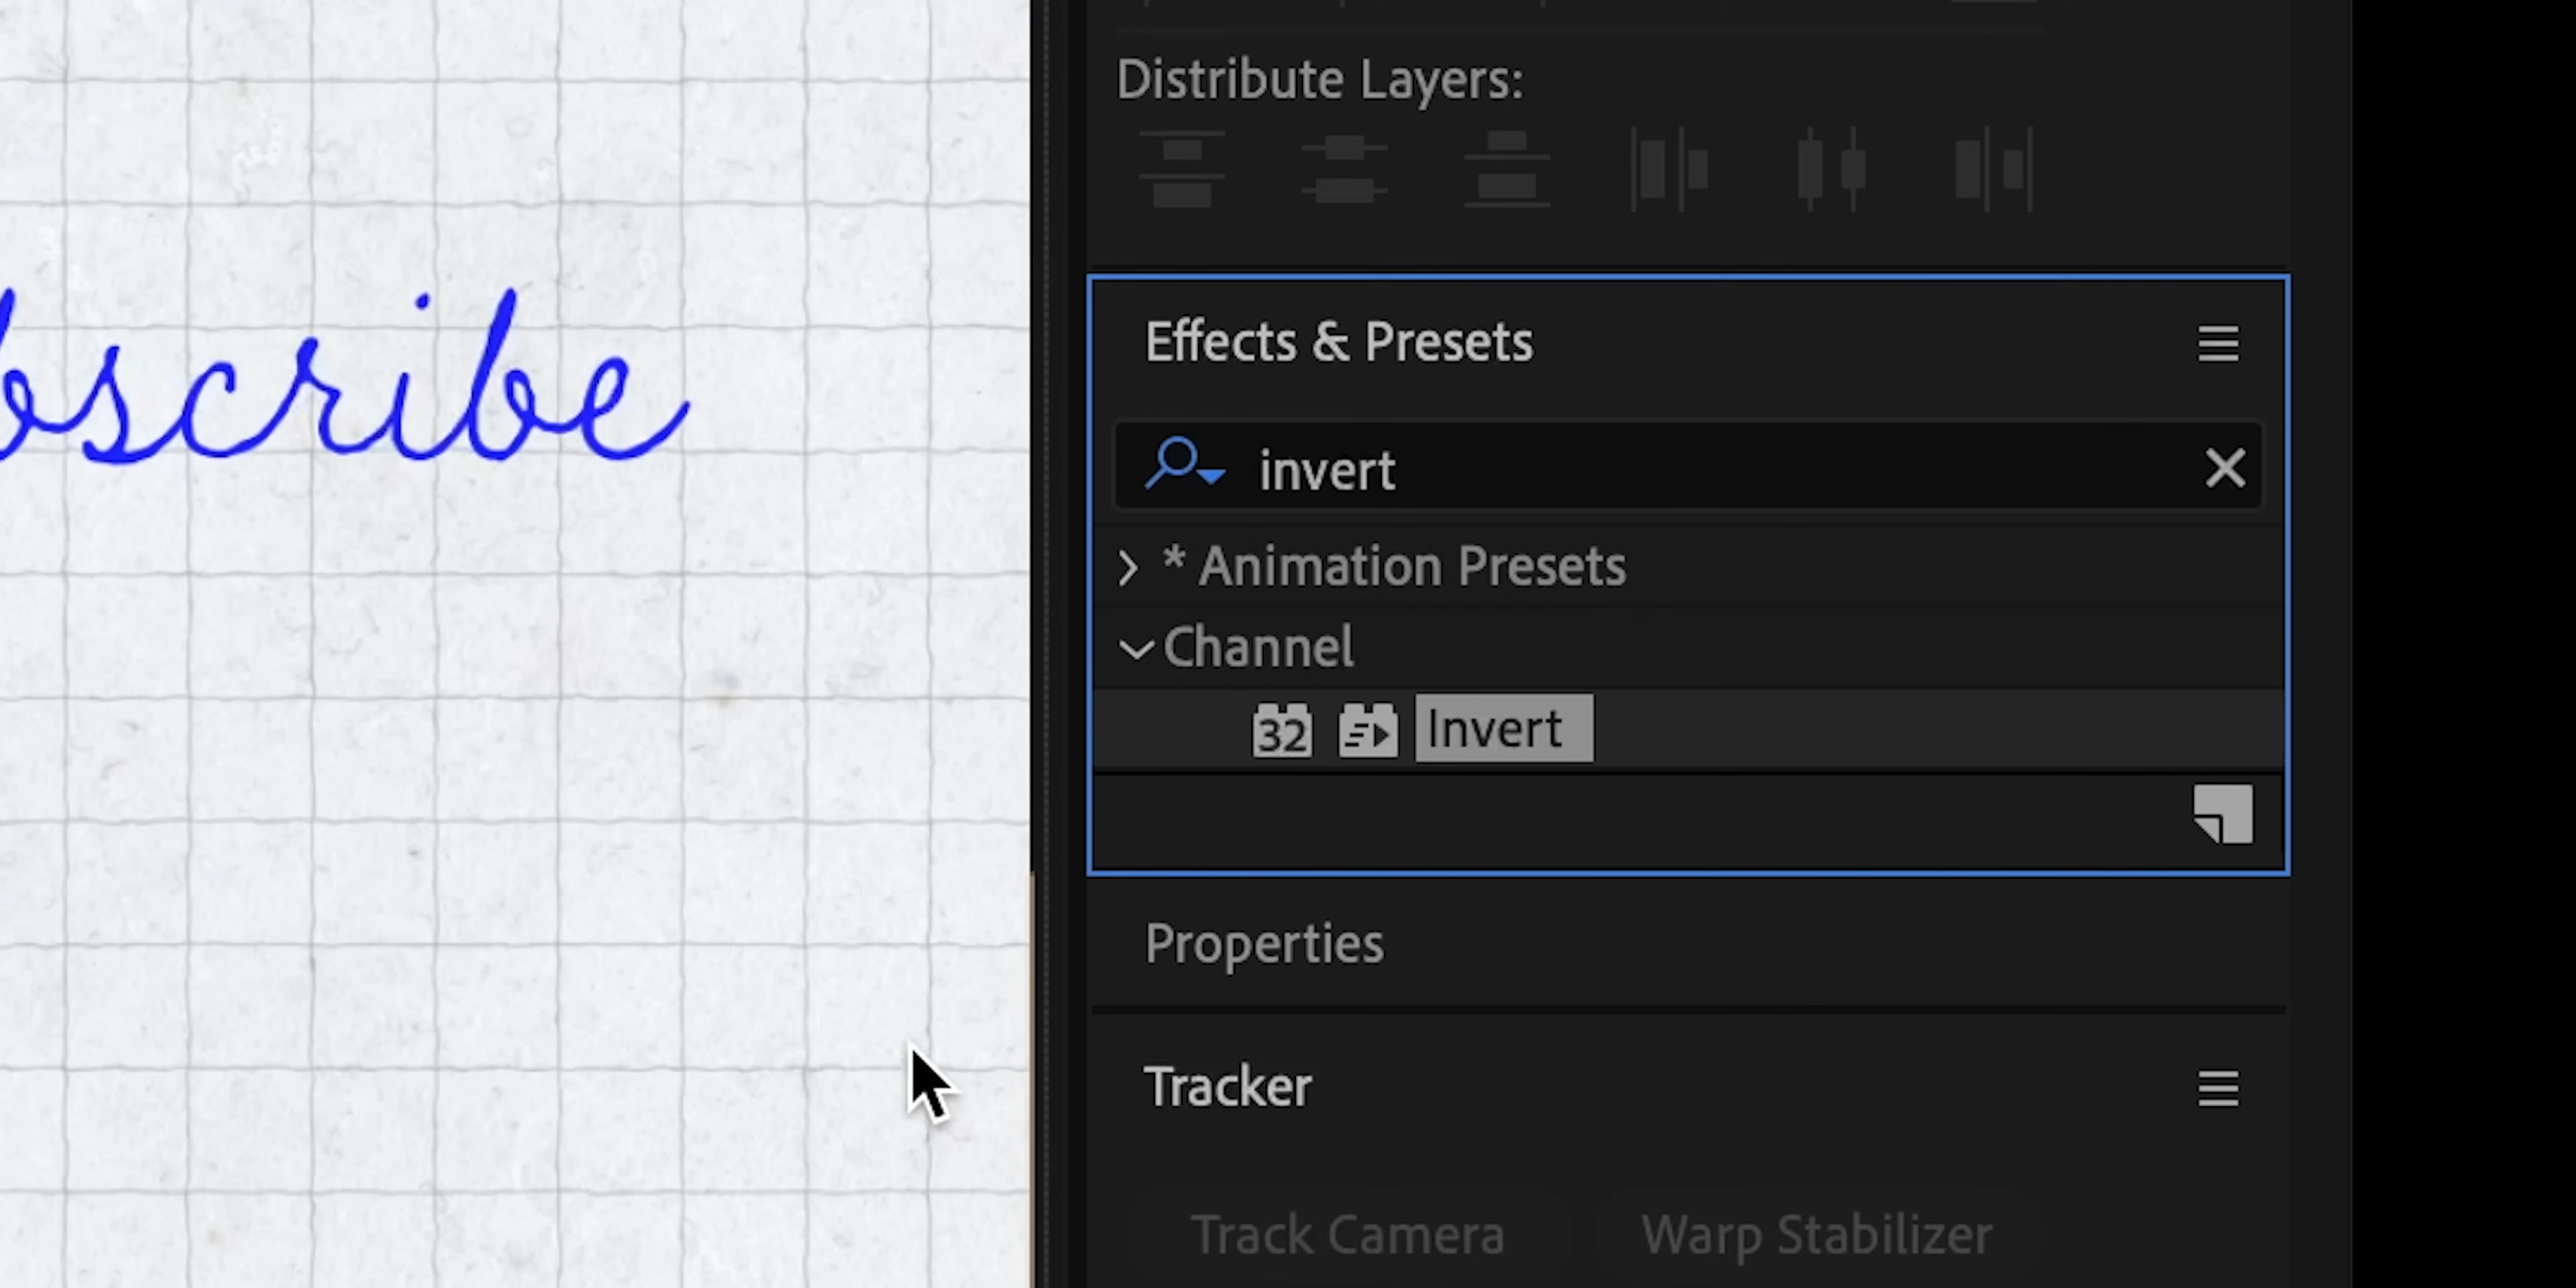 Distribute Layers:
bscribe
Effects & Presets
invert
* Animation Presets
Channel
32 Invert
Properties
Tracker
Track Camera Warp Stabilizer